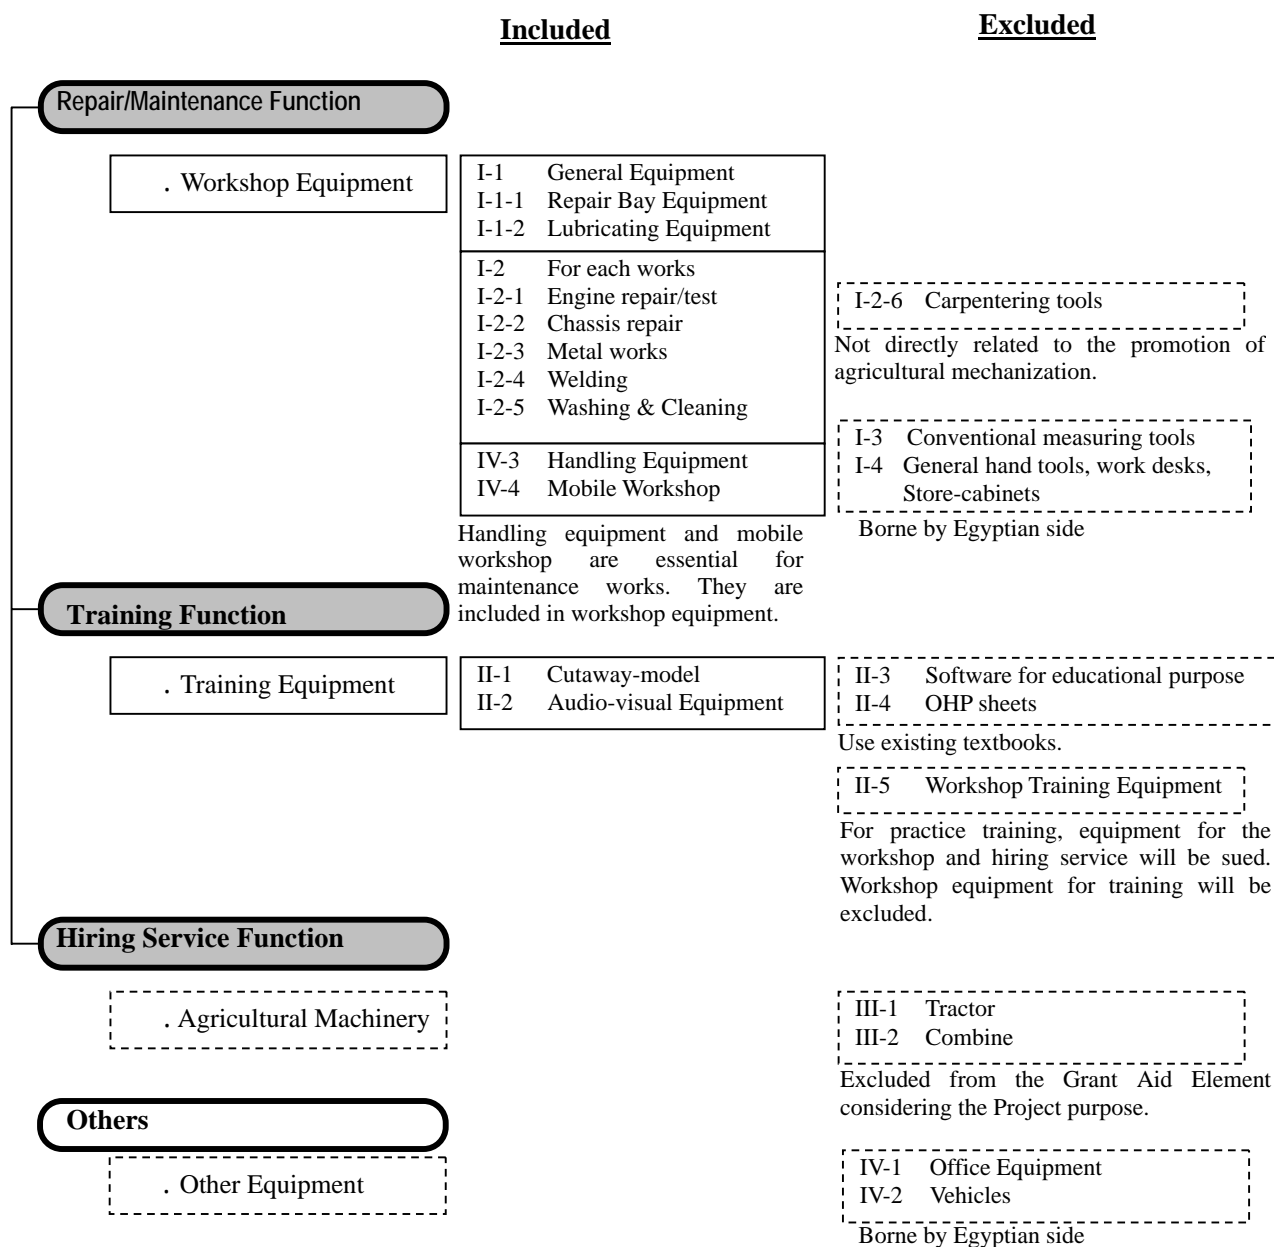 Included
Excluded
Repair/Maintenance Function
. Workshop Equipment
I-1 General Equipment
I-1-1 Repair Bay Equipment
I-1-2 Lubricating Equipment
I-2 For each works
I-2-1 Engine repair/test
I-2-2 Chassis repair
I-2-3 Metal works
I-2-4 Welding
I-2-5 Washing & Cleaning
IV-3 Handling Equipment
IV-4 Mobile Workshop
Handling equipment and mobile
workshop are essential for
maintenance works. They are
included in workshop equipment.
I-2-6 Carpentering tools
Not directly related to the promotion of
agricultural mechanization.
I-3 Conventional measuring tools
I-4 General hand tools, work desks,
Store-cabinets
Borne by Egyptian side
Training Function
. Training Equipment
II-1 Cutaway-model
II-2 Audio-visual Equipment
II-3 Software for educational purpose
II-4 OHP sheets
Use existing textbooks.
II-5 Workshop Training Equipment
For practice training, equipment for the
workshop and hiring service will be sued.
Workshop equipment for training will be
excluded.
Hiring Service Function
. Agricultural Machinery
III-1 Tractor
III-2 Combine
Excluded from the Grant Aid Element
considering the Project purpose.
Others
. Other Equipment
IV-1 Office Equipment
IV-2 Vehicles
Borne by Egyptian side